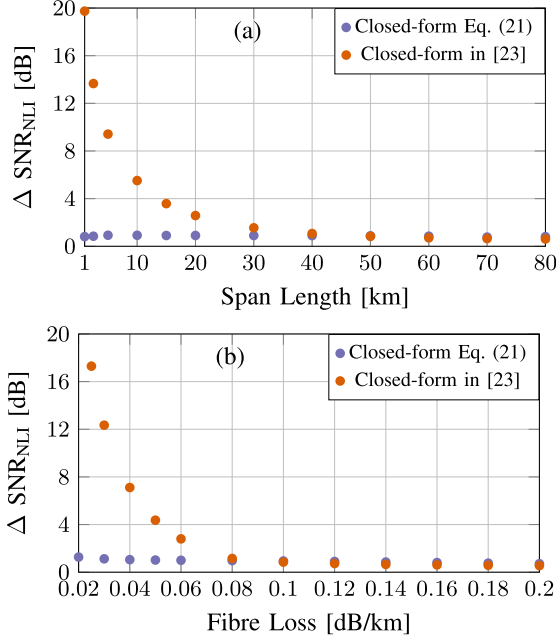 (a)
Closed-form Eq. (21)
Closed-form in [23]
Δ SNR_NLI [dB]
20
16
12
8
4
0
1 10 20 30 40 50 60 70 80
Span Length [km]
(b)
Closed-form Eq. (21)
Closed-form in [23]
Δ SNR_NLI [dB]
20
16
12
8
4
0
0.02 0.04 0.06 0.08 0.1 0.12 0.14 0.16 0.18 0.2
Fibre Loss [dB/km]